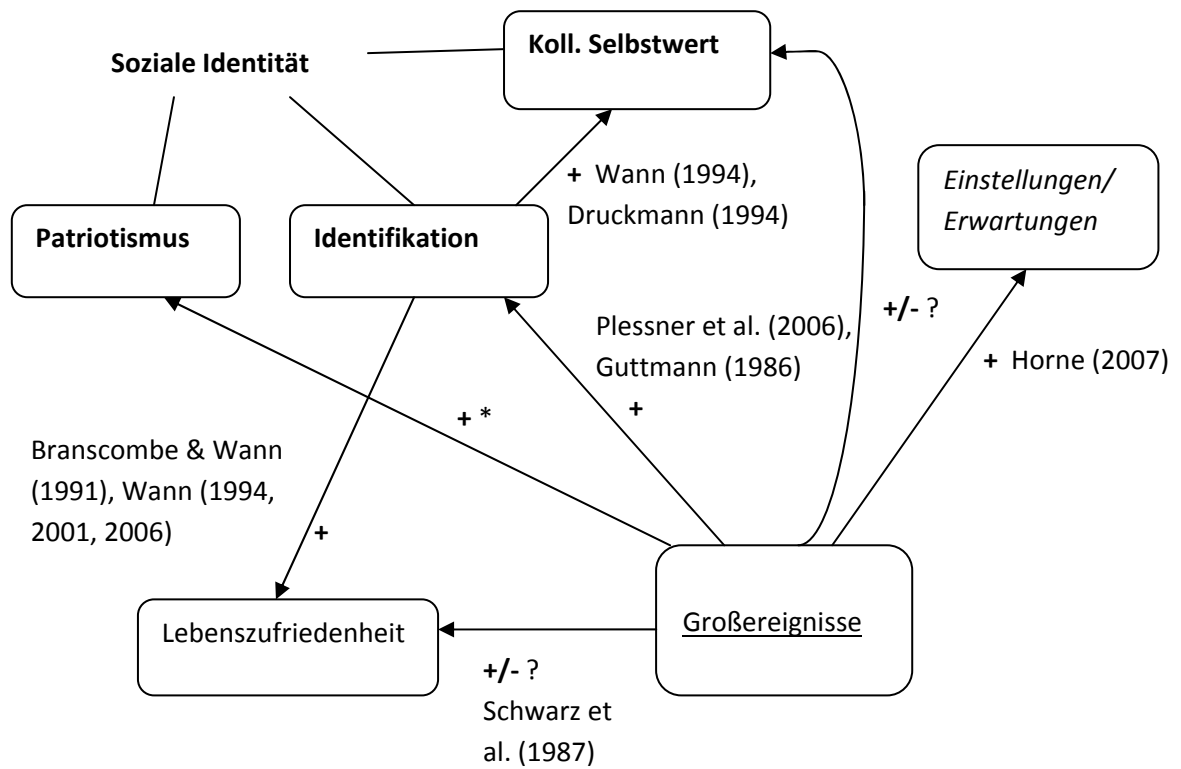 Koll. Selbstwert
Soziale Identität
+ Wann (1994),
Druckmann (1994)
Einstellungen/
Erwartungen
Patriotismus
Identifikation
+/- ?
Plessner et al. (2006),
Guttmann (1986)
+
+ Horne (2007)
+ *
Branscombe & Wann
(1991), Wann (1994,
2001, 2006)
+
Großereignisse
Lebenszufriedenheit
+/- ?
Schwarz et
al. (1987)